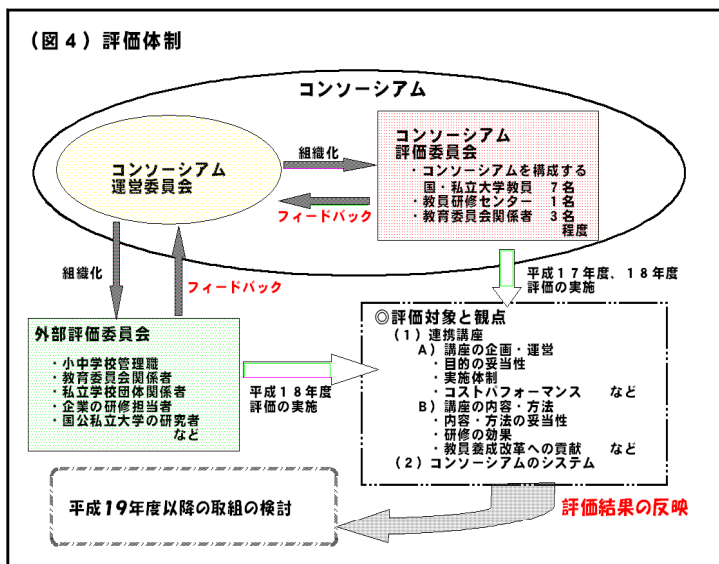 （図４）評価体制
コンソーシアム
コンソーシアム
運営委員会
組織化
フィードバック
コンソーシアム
評価委員会
・コンソーシアムを構成する
国・私立大学教員　７名
・教員研修センター　１名
・教育委員会関係者　３名
程度
組織化
フィードバック
平成１７年度、１８年度
評価の実施
外部評価委員会
・小中学校管理職
・教育委員会関係者
・私立学校団体関係者
・企業の研修担当者
・国公私立大学の研究者
など
平成１８年度
評価の実施
◎評価対象と観点
（１）連携講座
Ａ）講座の企画・運営
・目的の妥当性
・実施体制
・コストパフォーマンス　など
Ｂ）講座の内容・方法
・内容・方法の妥当性
・研修の効果
・教員養成改革への貢献　など
（２）コンソーシアムのシステム
平成19年度以降の取組の検討
評価結果の反映